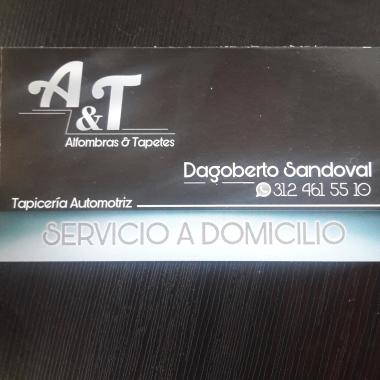 A&T
Alfombras & Tapetes
Dagoberto Sandoval
312 461 55 10
Tapicería Automotriz
SERVICIO A DOMICILIO